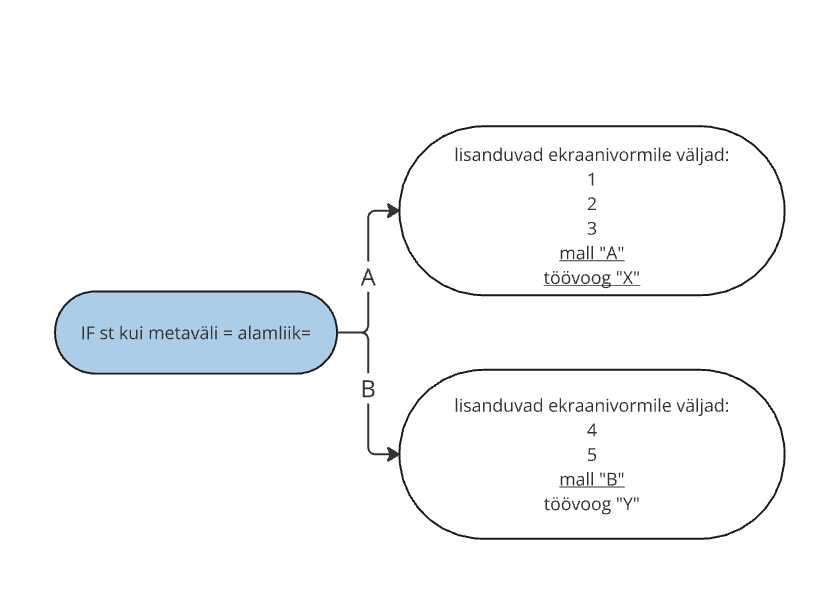 lisanduvad ekraanivormile väljad:
1
2
3
mall "A"
töövoog "X"
A
IF st kui metaväli = alamliik=
B
lisanduvad ekraanivormile väljad:
4
5
mall "B"
töövoog "Y"